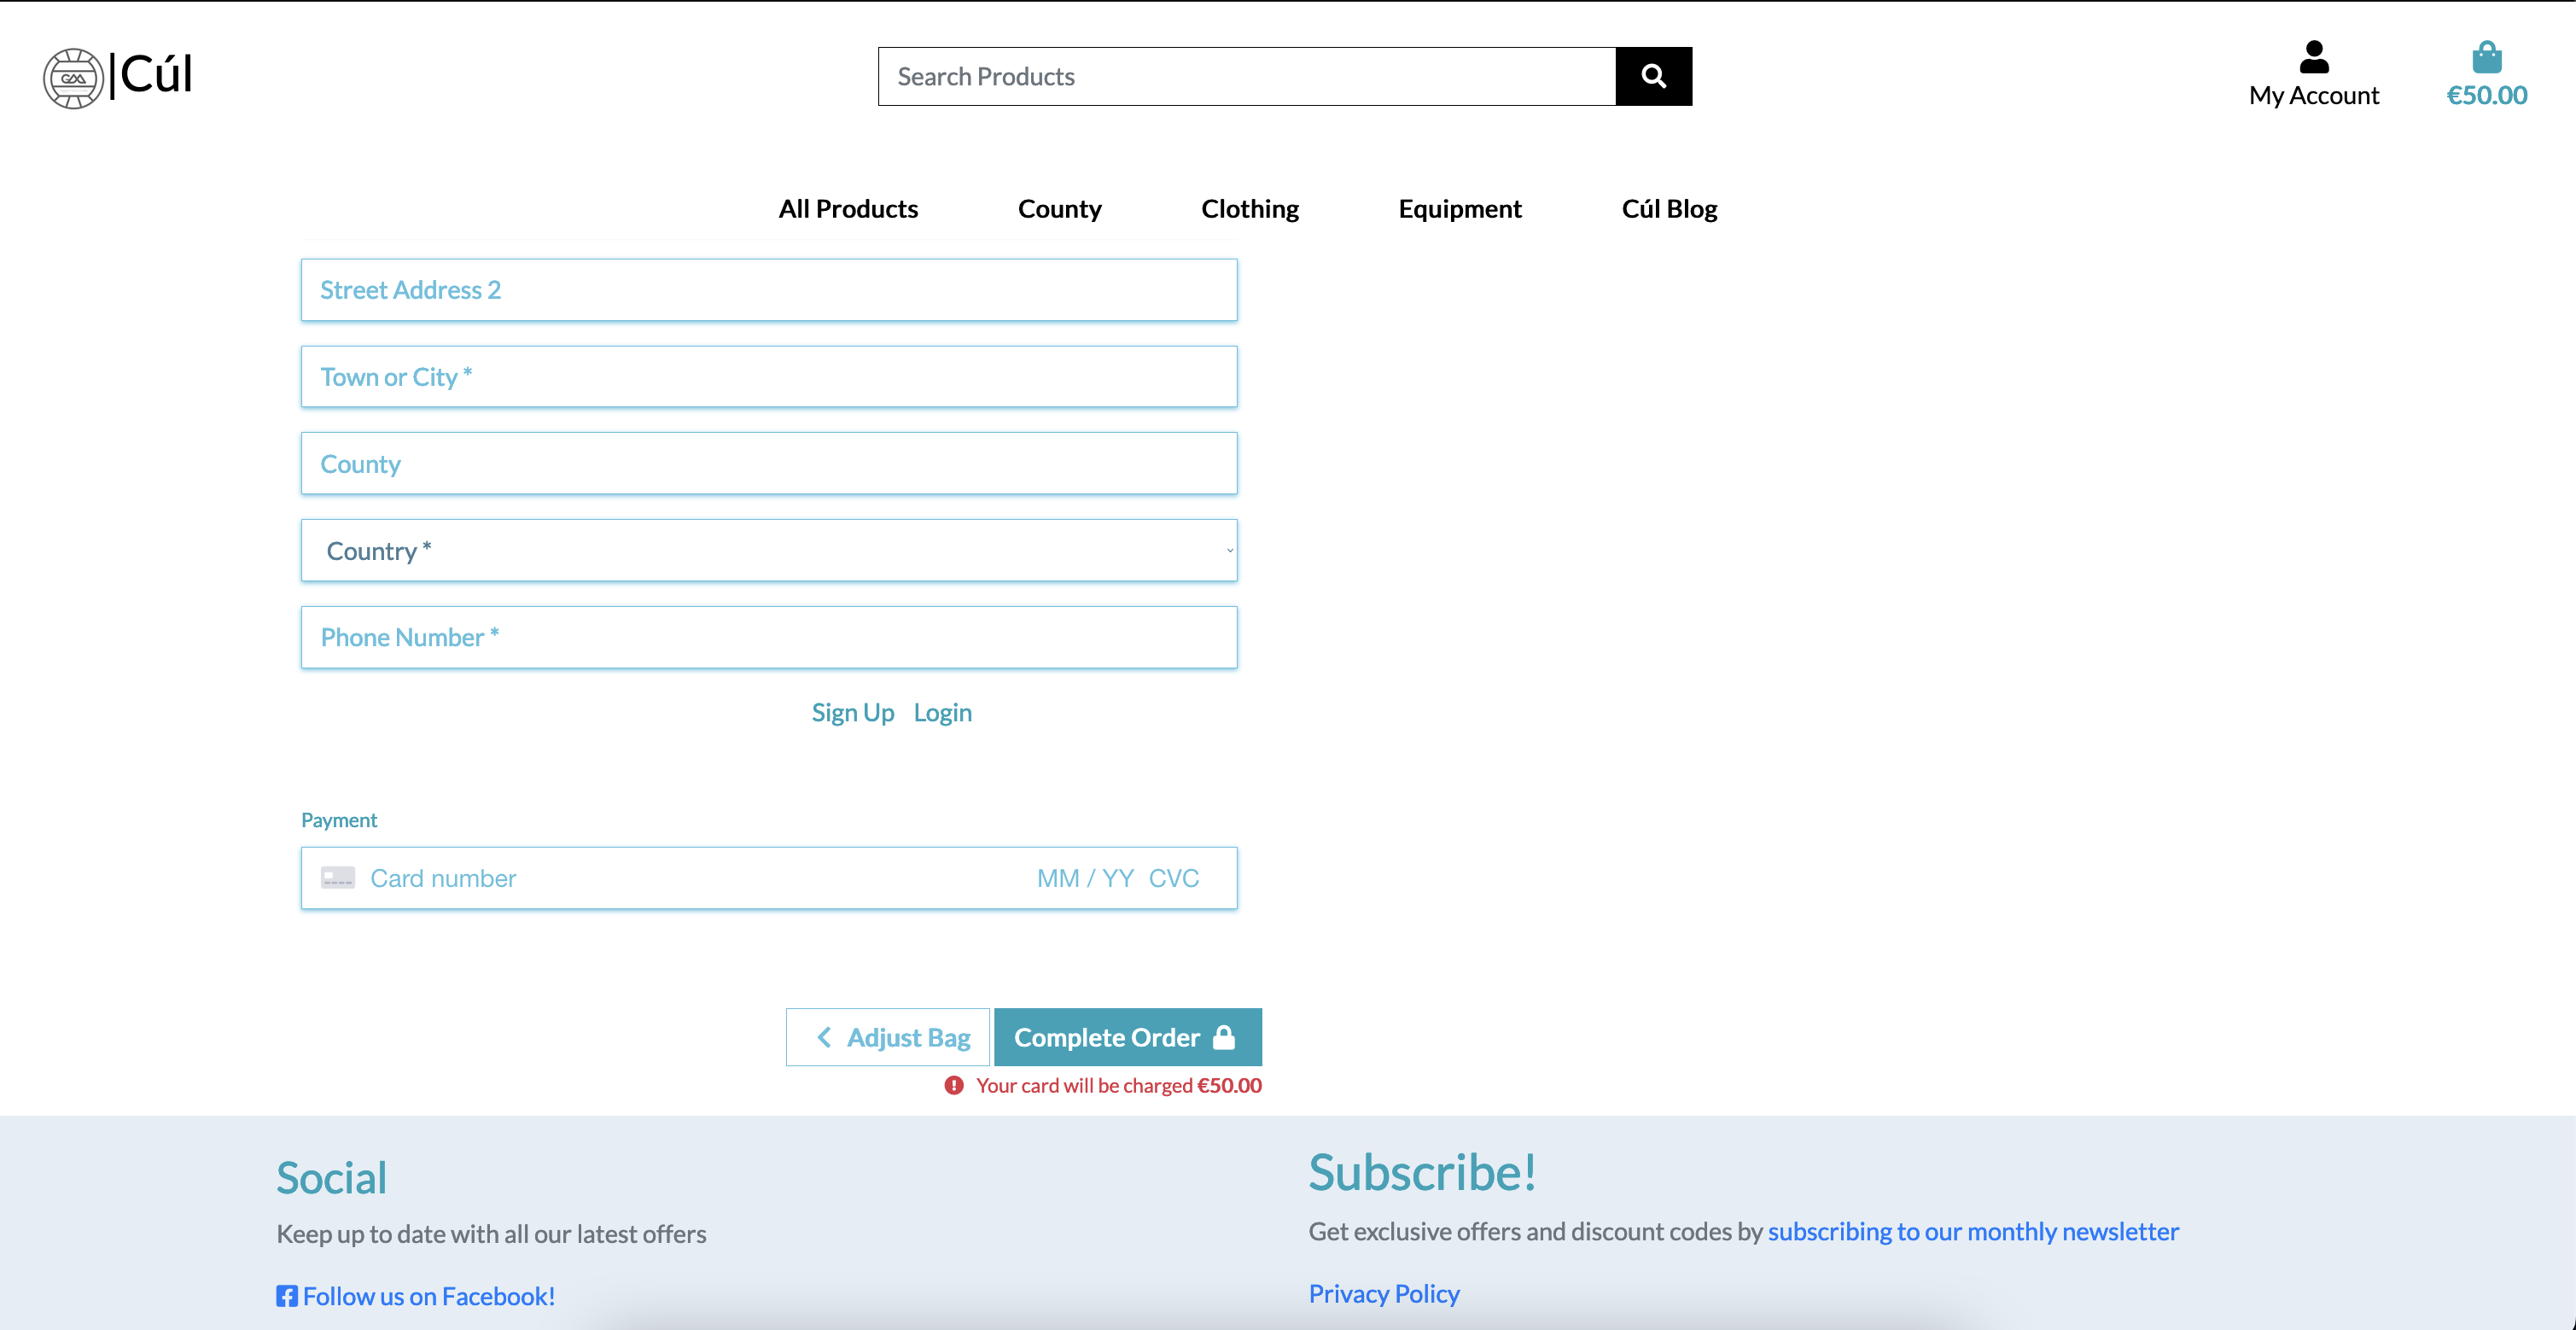 GAA
|Cúl
Search Products
My Account
€50.00
All Products County Clothing Equipment Cúl Blog
Street Address 2
Town or City *
County
Country *
Phone Number *
Sign Up Login
Payment
Card number MM / YY CVC
Adjust Bag Complete Order
Your card will be charged €50.00
Social
Keep up to date with all our latest offers
Follow us on Facebook!
Subscribe!
Get exclusive offers and discount codes by subscribing to our monthly newsletter
Privacy Policy